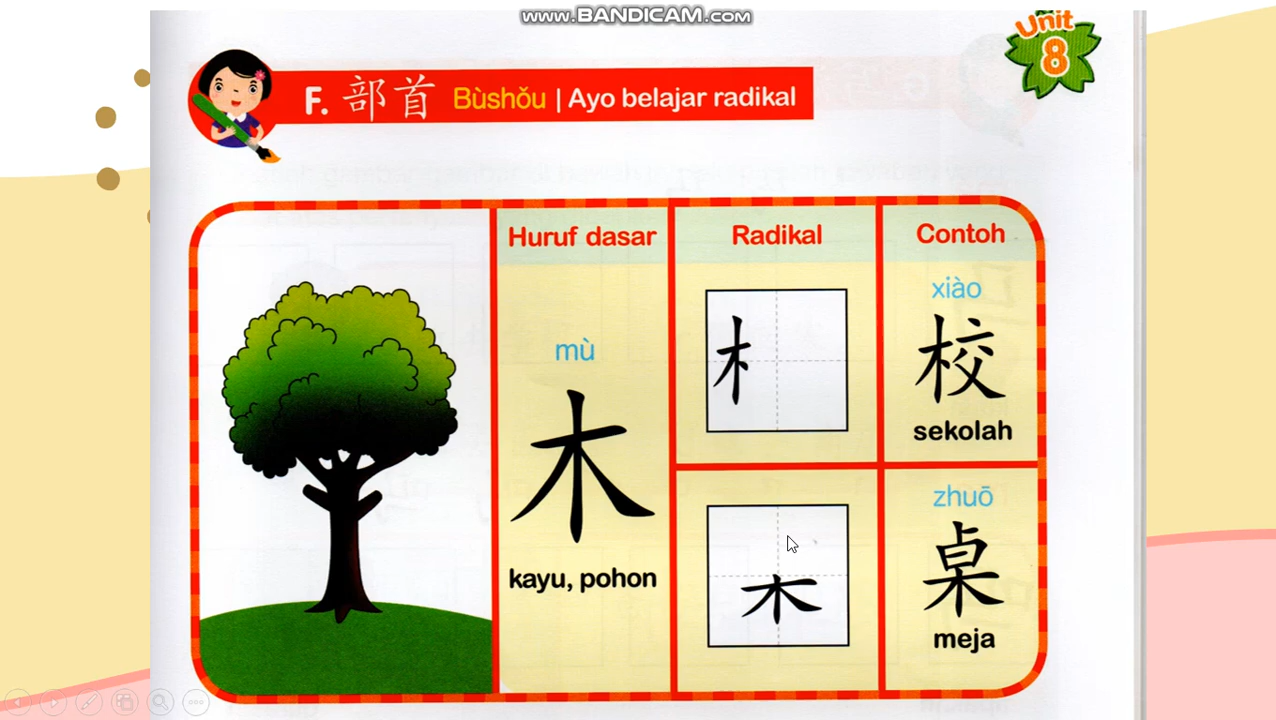 WWW.BANDICAM.COM
Unit
8
F. 部首 Bùshǒu | Ayo belajar radikal
Huruf dasar
Radikal
Contoh
mù
木
kayu, pohon
木
xiào
校
sekolah
木
zhuō
桌
meja